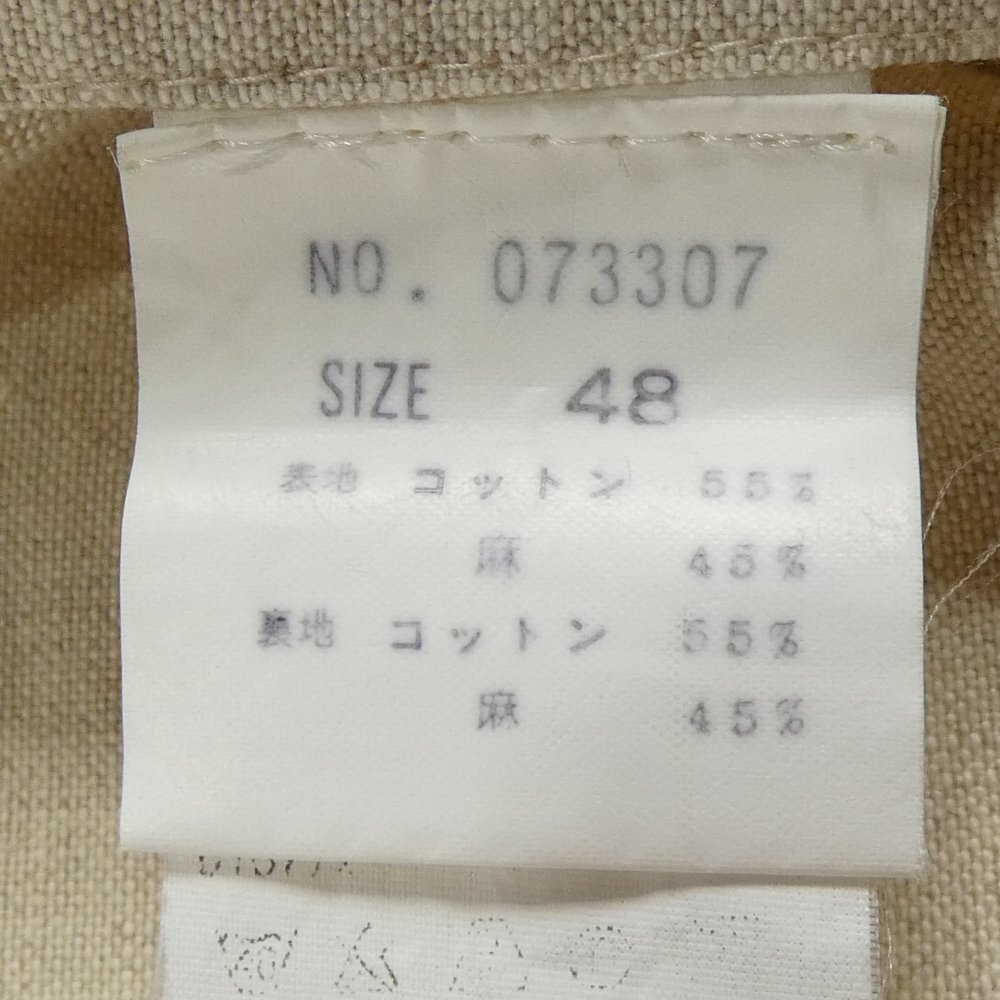 NO. 073307
SIZE 48
表地 コットン 55%
麻 45%
裏地 コットン 55%
麻 45%